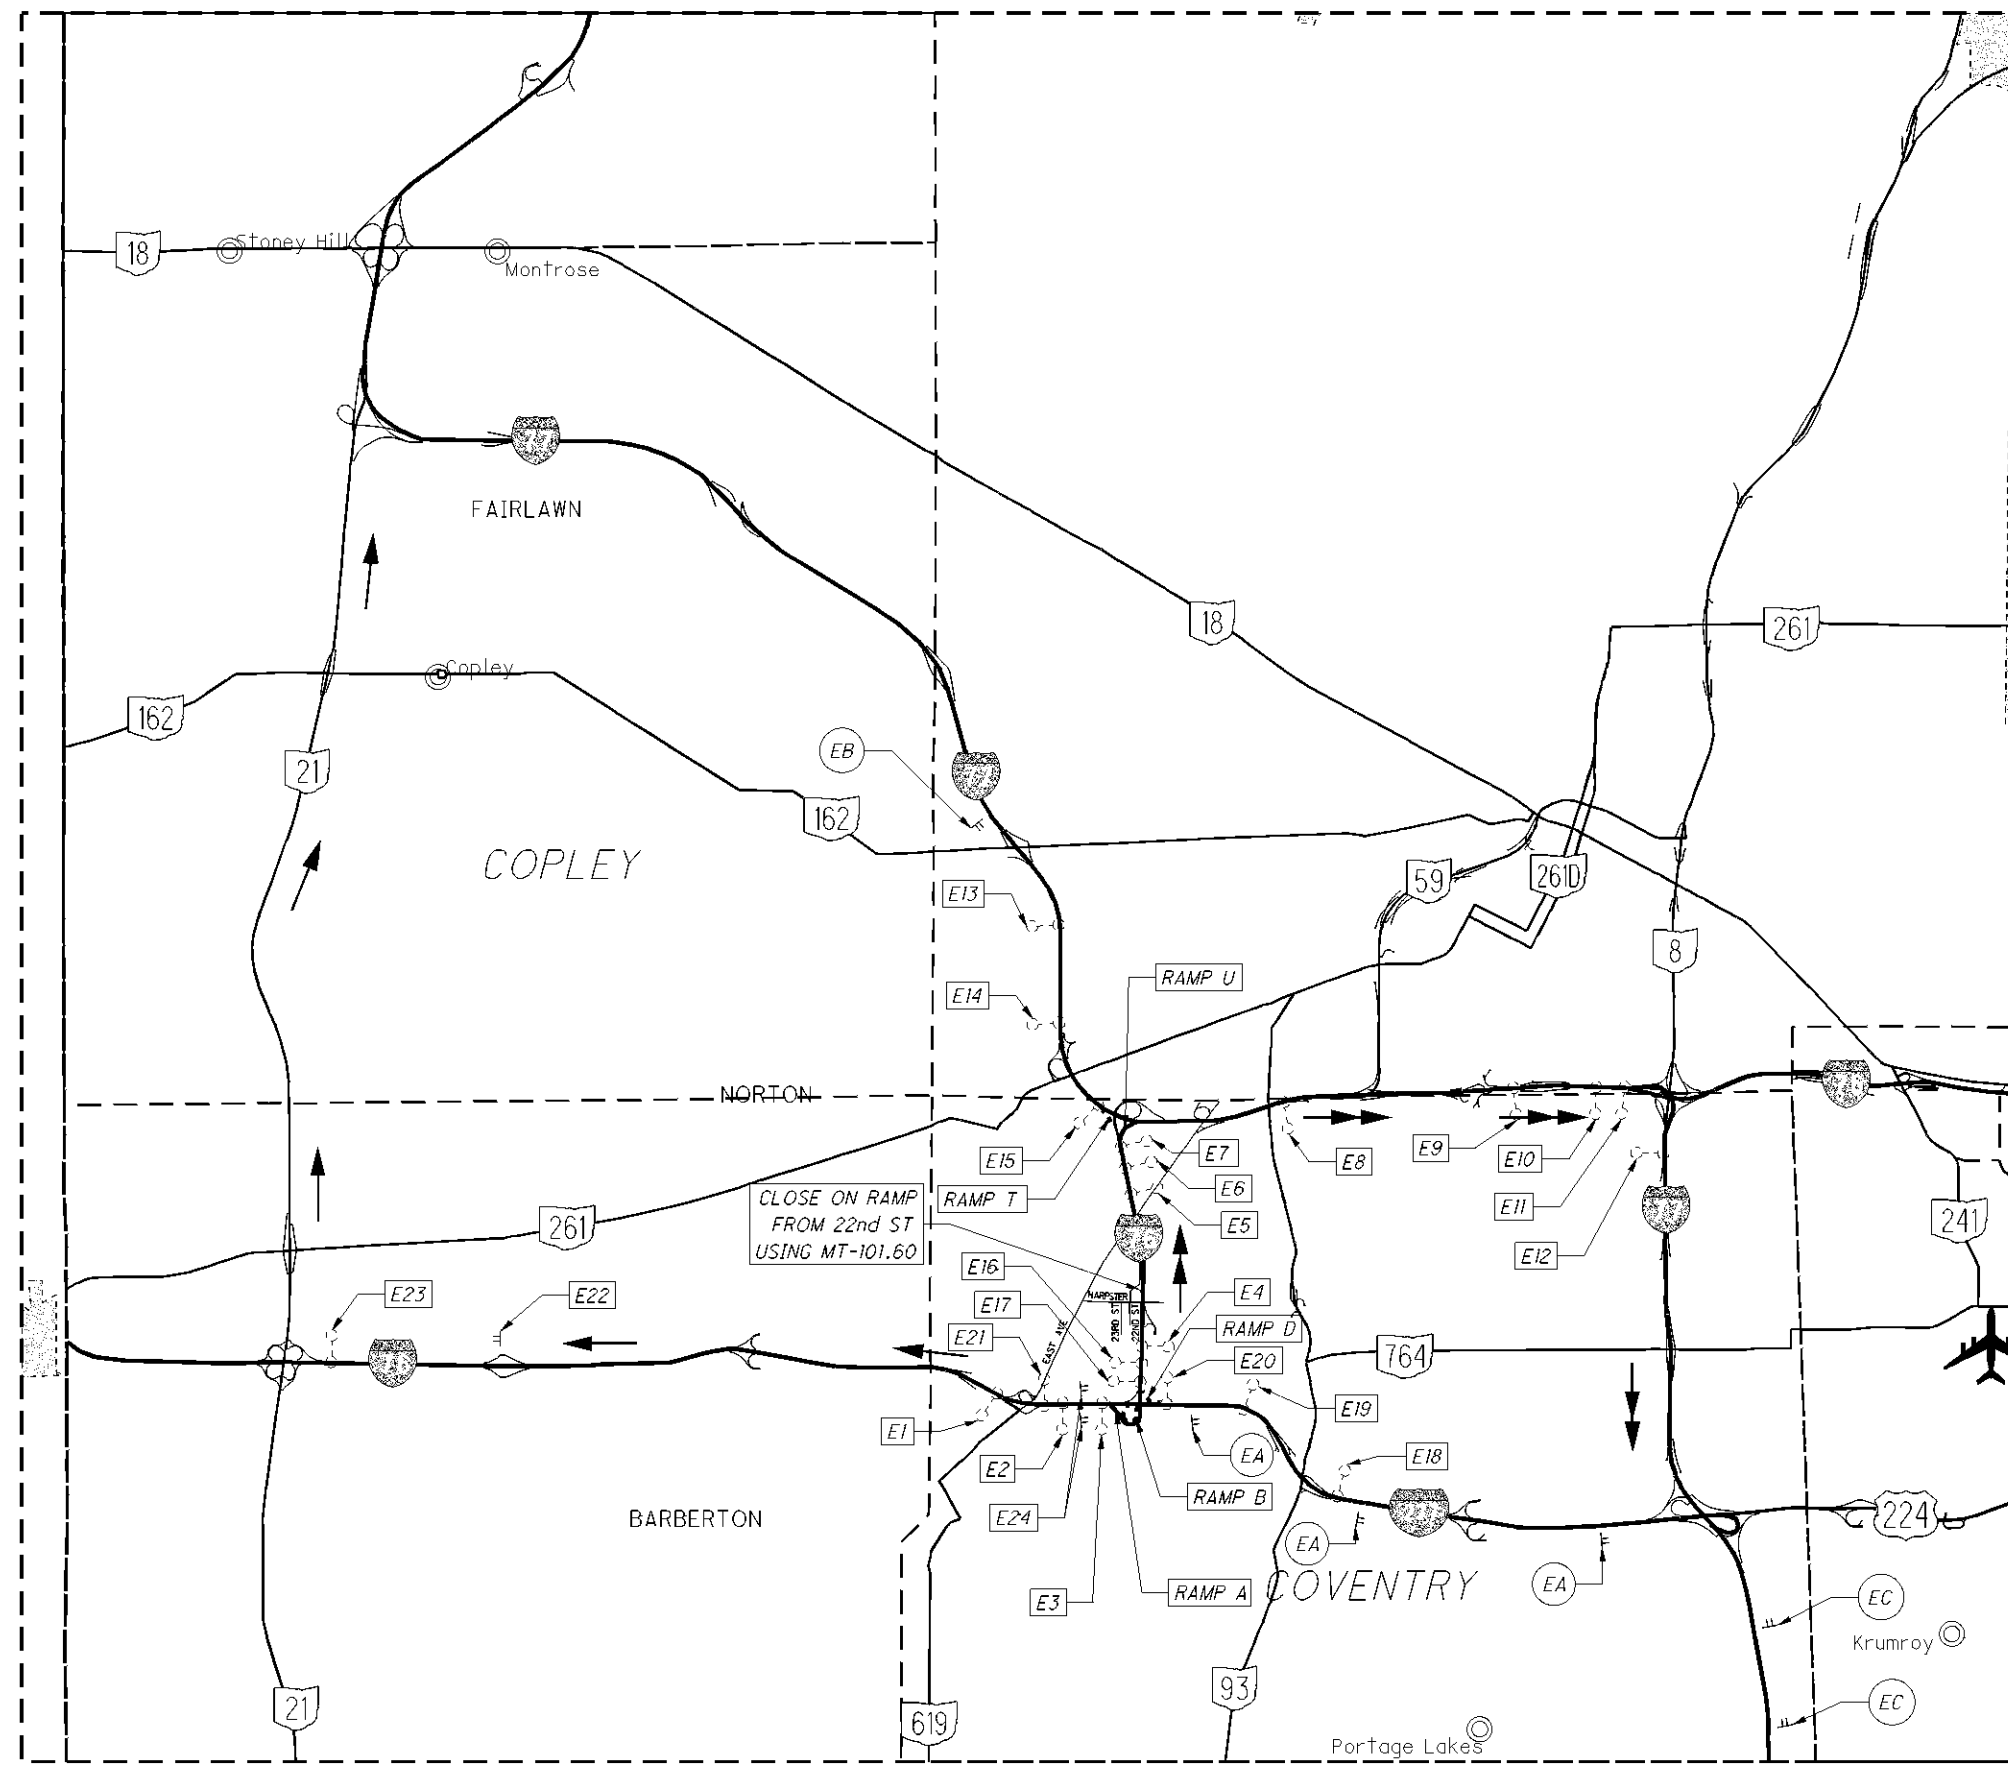 18
Stoney Hill
Montrose
FAIRLAWN
18
261
162
Copley
21
EB
162
COPLEY
59
261D
E13
8
RAMP U
E14
NORTON
E15
E7
E8
E9
E10
CLOSE ON RAMP
FROM 22nd ST
USING MT-101.60
RAMP T
E6
E11
E5
261
241
E12
E16
E23
E22
E17
HARPSTER
E4
23RD ST
22ND ST
EAST AVE
E21
RAMP D
764
E20
E19
E1
E2
EA
E18
RAMP B
E24
BARBERTON
224
EA
E3
RAMP A
COVENTRY
EA
EC
Krumroy
93
21
619
EC
Portage Lakes